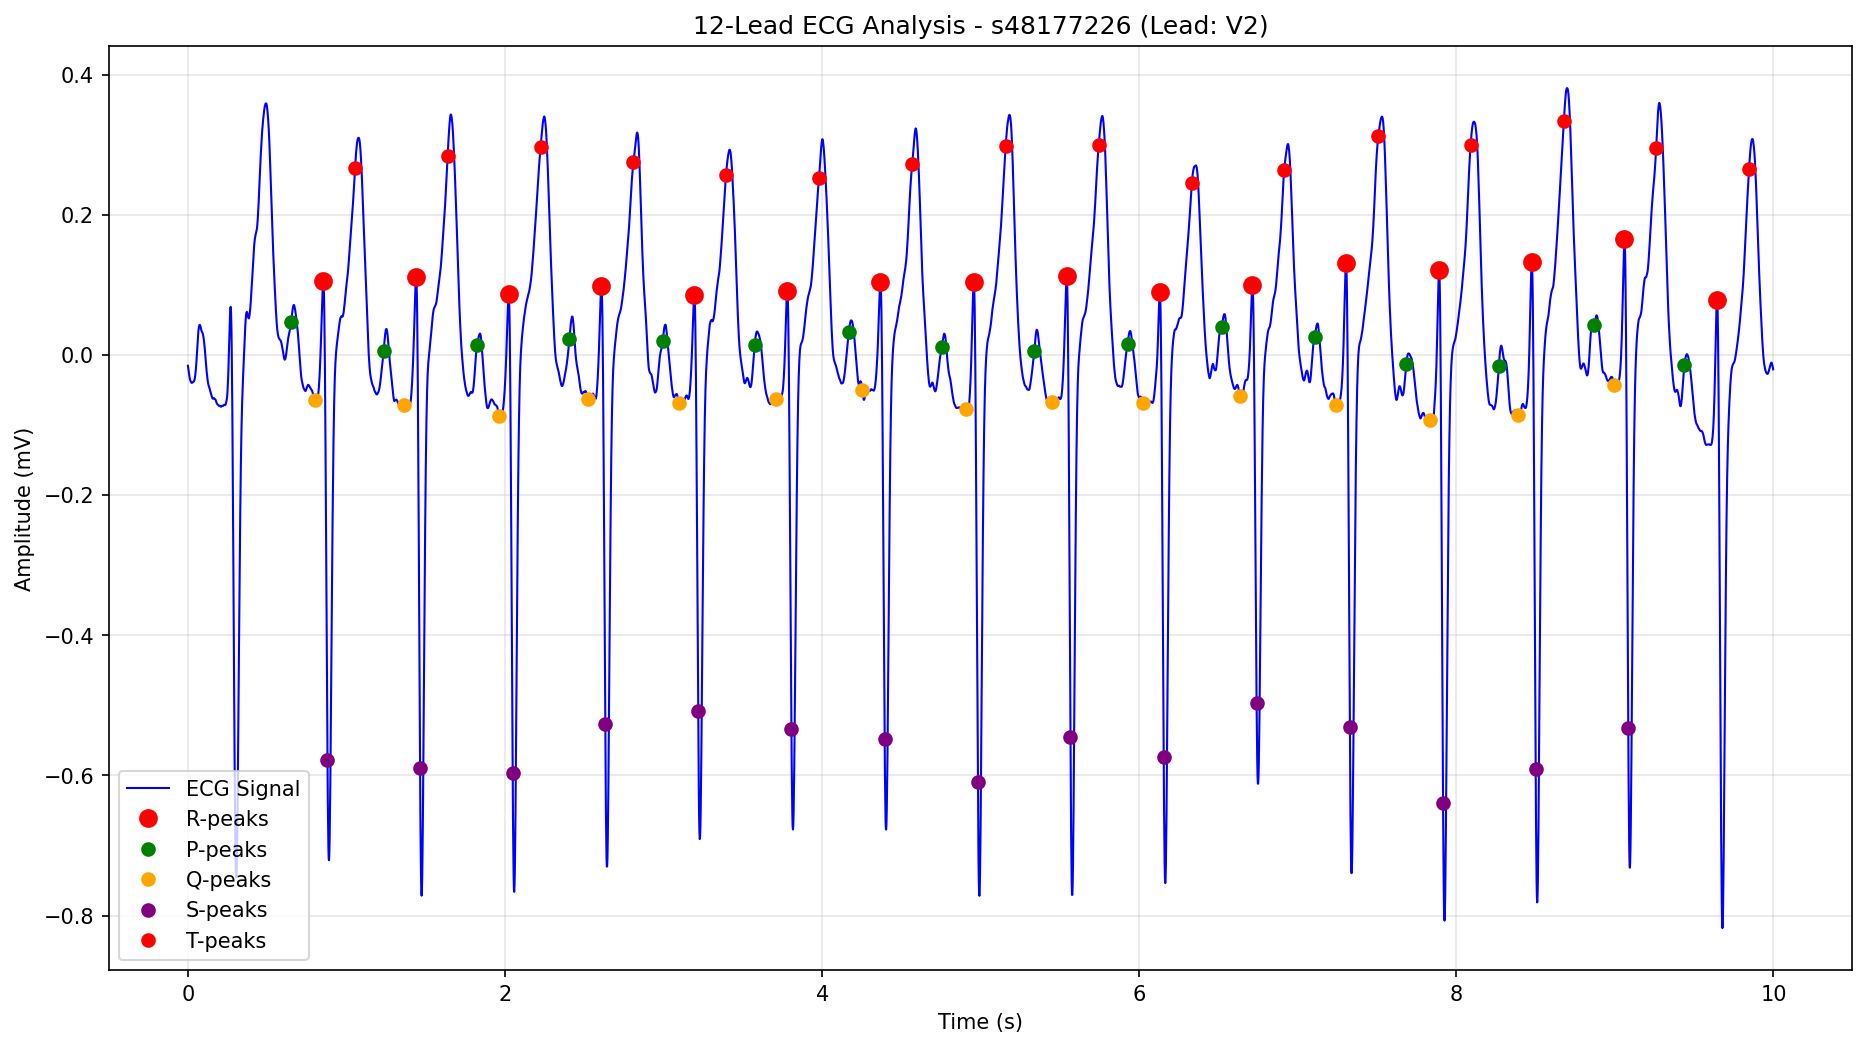 12-Lead ECG Analysis - s48177226 (Lead: V2)
0.4
0.2
0.0
−0.2
−0.4
−0.6
−0.8
Amplitude (mV)
ECG Signal
R-peaks
P-peaks
Q-peaks
S-peaks
T-peaks
0 2 4 6 8 10
Time (s)